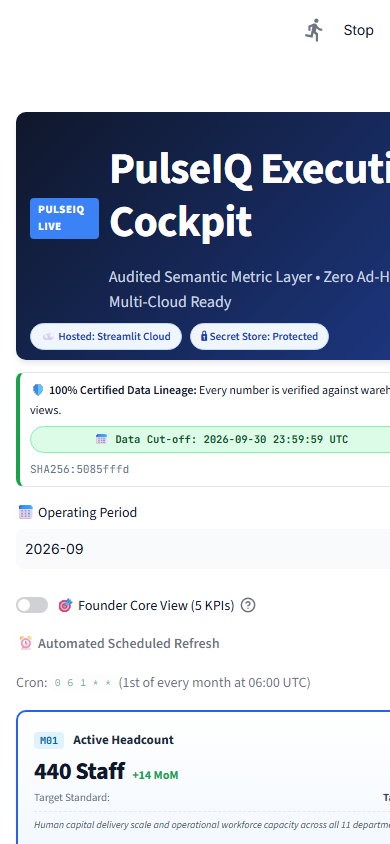 Stop
PulseIQ Executi
Cockpit
PULSEIQ
LIVE
Audited Semantic Metric Layer • Zero Ad-H
Multi-Cloud Ready
Hosted: Streamlit Cloud
Secret Store: Protected
100% Certified Data Lineage: Every number is verified against wareh
views.
Data Cut-off: 2026-09-30 23:59:59 UTC
SHA256:5085fffd
Operating Period
2026-09
Founder Core View (5 KPIs)
Automated Scheduled Refresh
Cron: 0 6 1 * * (1st of every month at 06:00 UTC)
M01 Active Headcount
440 Staff +14 MoM
Target Standard: Ta
Human capital delivery scale and operational workforce capacity across all 11 departme